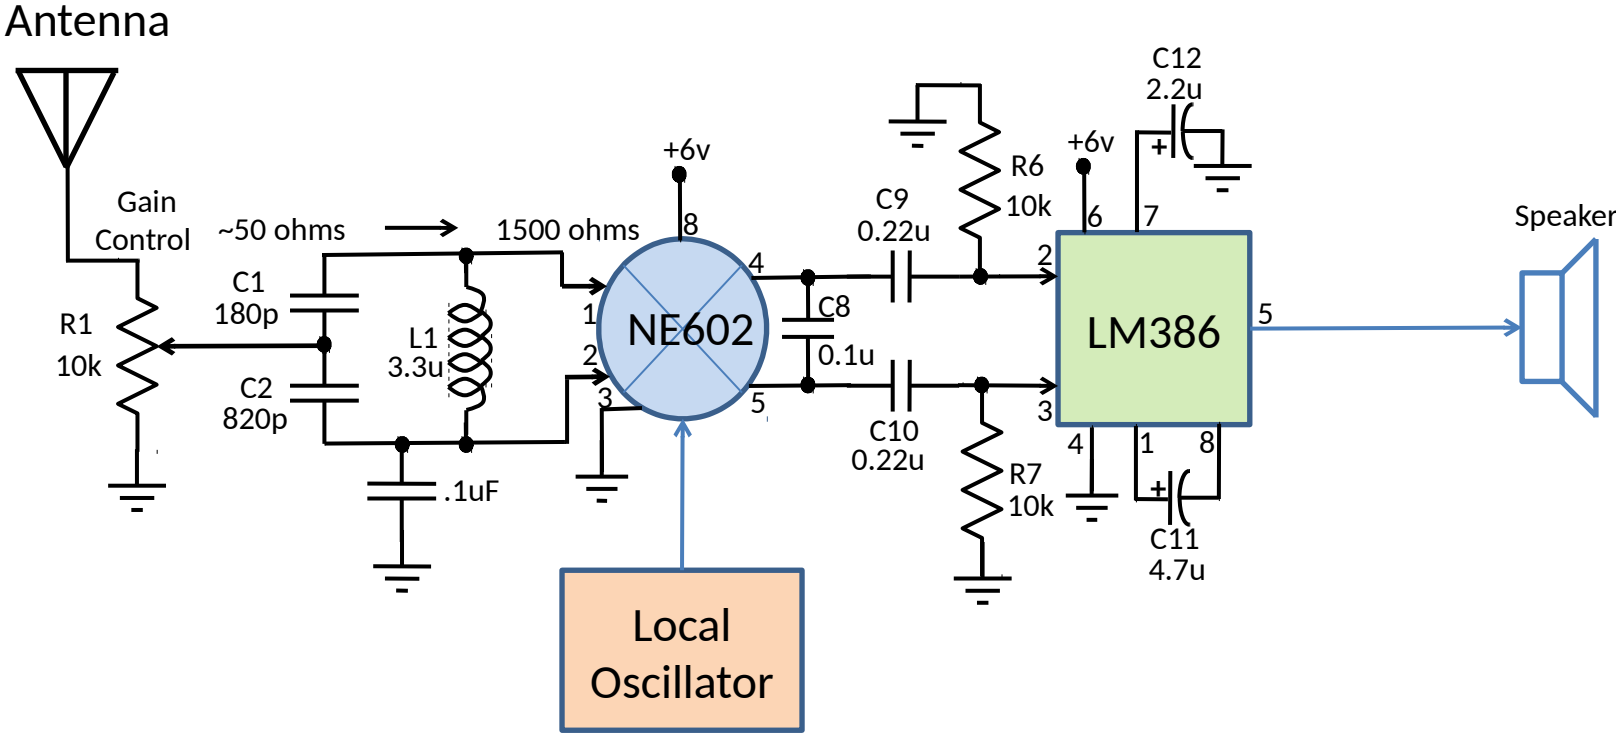 Antenna
Gain
Control
R1
10k
~50 ohms
C1
180p
C2
820p
L1
3.3u
.1uF
1500 ohms
+6v
8
1
2
3
4
5
NE602
Local
Oscillator
C8
0.1u
C9
0.22u
C10
0.22u
R6
10k
R7
10k
+6v
6
7
2
3
4
1
8
5
LM386
C12
2.2u
+
+
C11
4.7u
Speaker